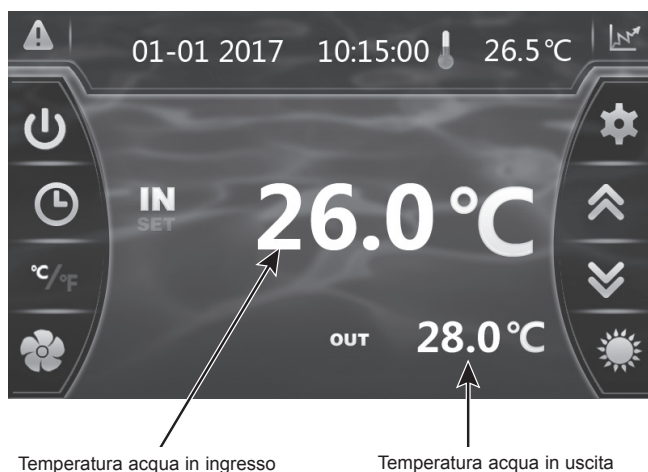 01-01 2017 10:15:00 26.5°C
IN
SET
26.0°C
°C/°F
OUT 28.0°C
Temperatura acqua in ingresso
Temperatura acqua in uscita